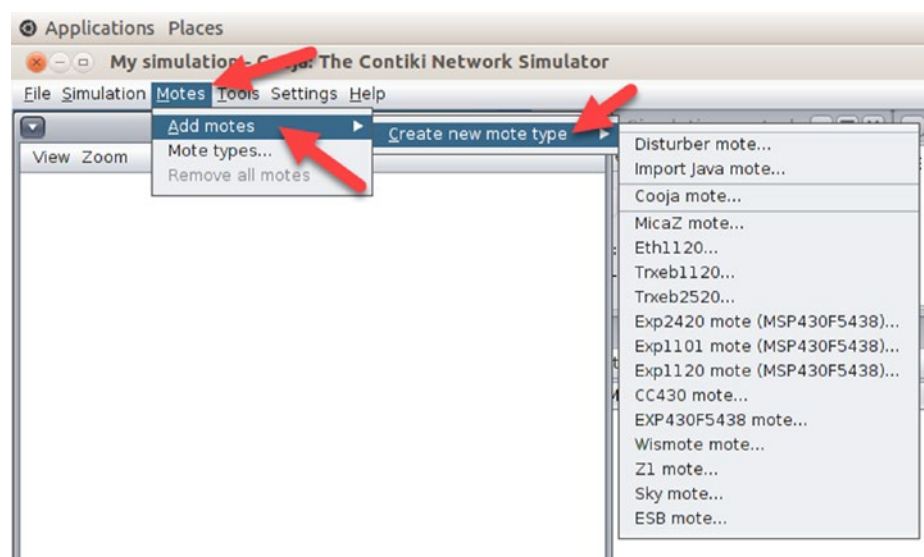 Applications Places
My simulation - Cooja: The Contiki Network Simulator
File Simulation Motes Tools Settings Help
Add motes
Mote types...
Remove all motes
Create new mote type
View Zoom
Disturber mote...
Import Java mote...
Cooja mote...
MicaZ mote...
Eth1120...
Trxeb1120...
Trxeb2520...
Exp2420 mote (MSP430F5438)...
Exp1101 mote (MSP430F5438)...
Exp1120 mote (MSP430F5438)...
CC430 mote...
EXP430F5438 mote...
Wismote mote...
Z1 mote...
Sky mote...
ESB mote...